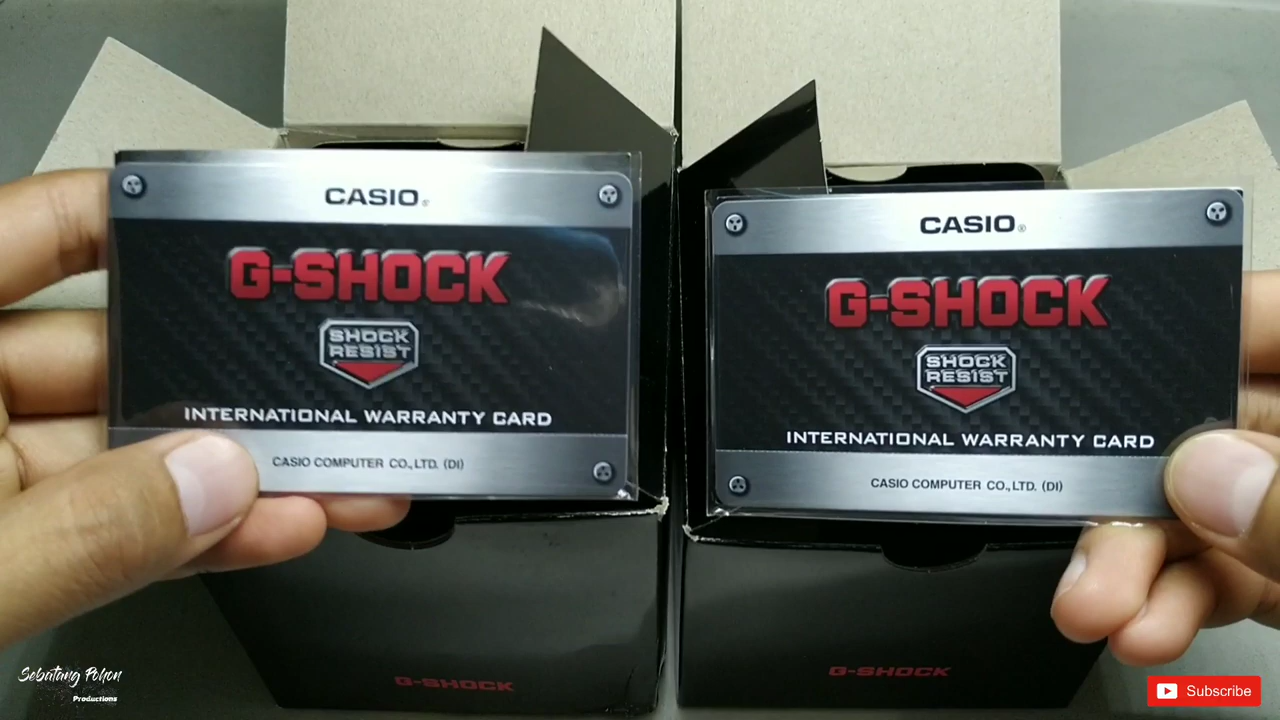 CASIO®
G-SHOCK
SHOCK
RESIST
INTERNATIONAL WARRANTY CARD
CASIO COMPUTER CO.,LTD. (DI)
CASIO®
G-SHOCK
SHOCK
RESIST
INTERNATIONAL WARRANTY CARD
CASIO COMPUTER CO.,LTD. (DI)
G-SHOCK
G-SHOCK
Sebatang Pohon
Productions
Subscribe